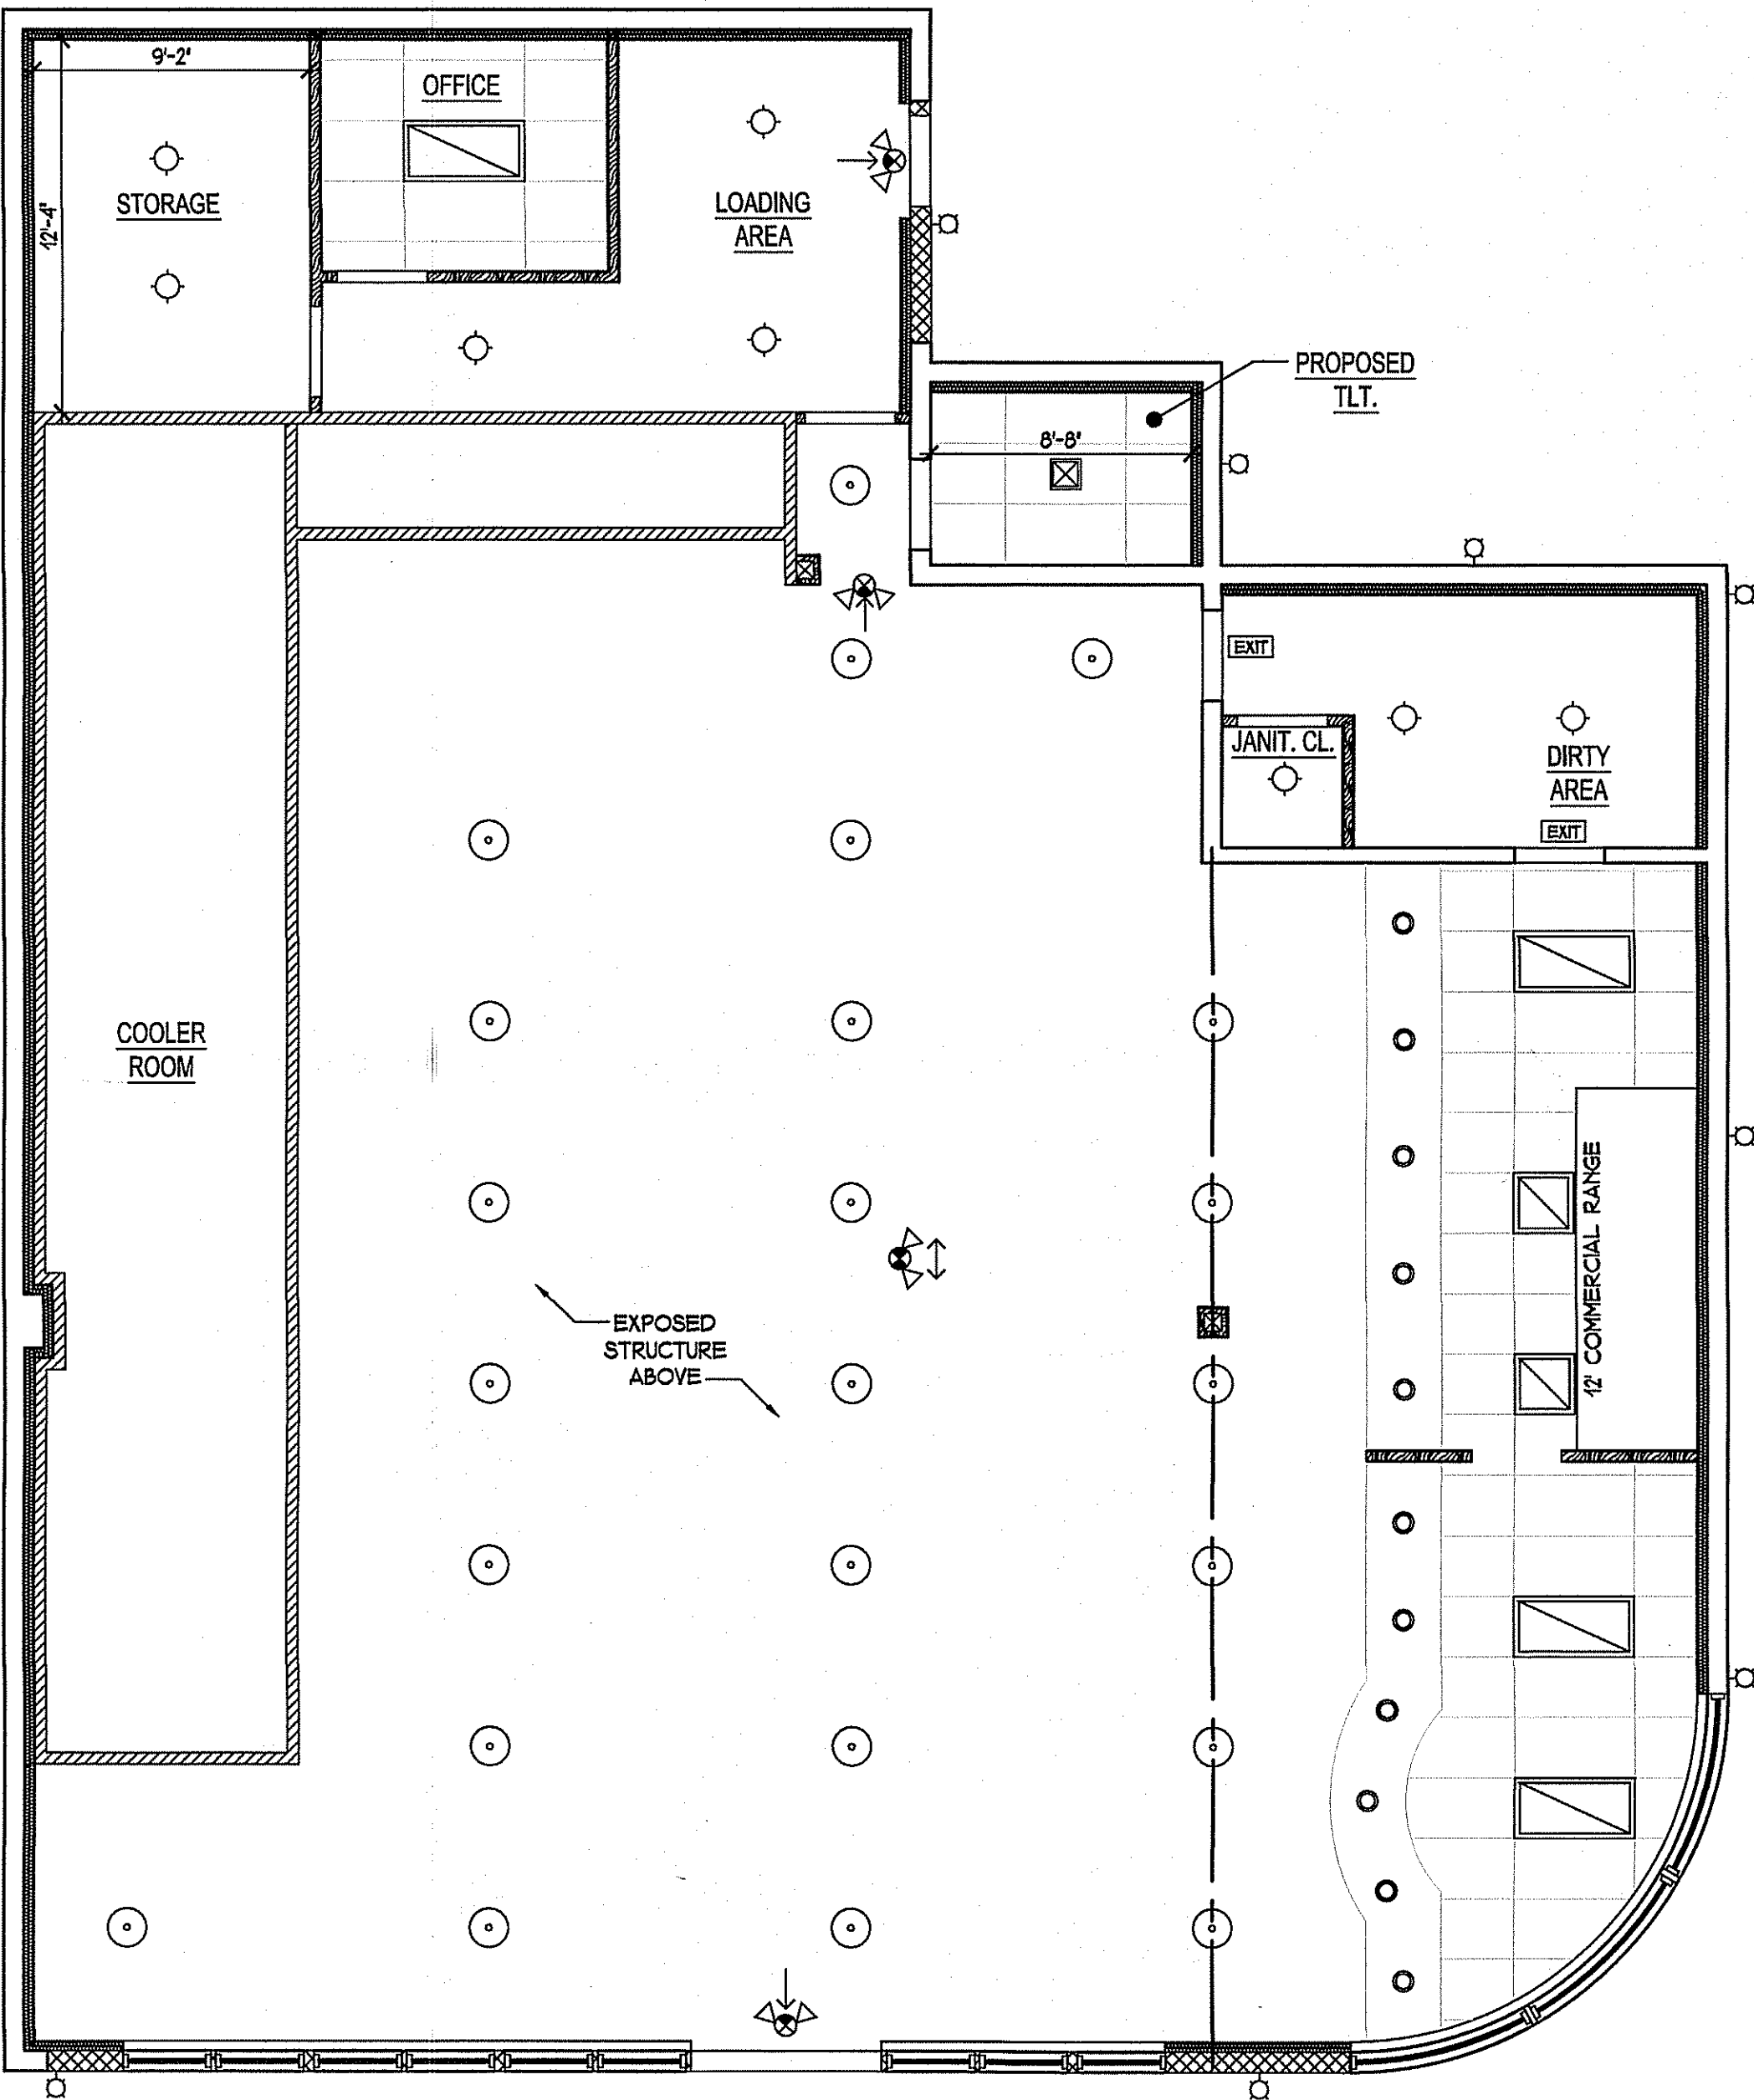 9'-2"
OFFICE
STORAGE
12'-4"
LOADING
AREA
PROPOSED
TLT.
8'-8"
EXIT
JANIT. CL.
DIRTY
AREA
EXIT
COOLER
ROOM
12' COMMERCIAL RANGE
EXPOSED
STRUCTURE
ABOVE